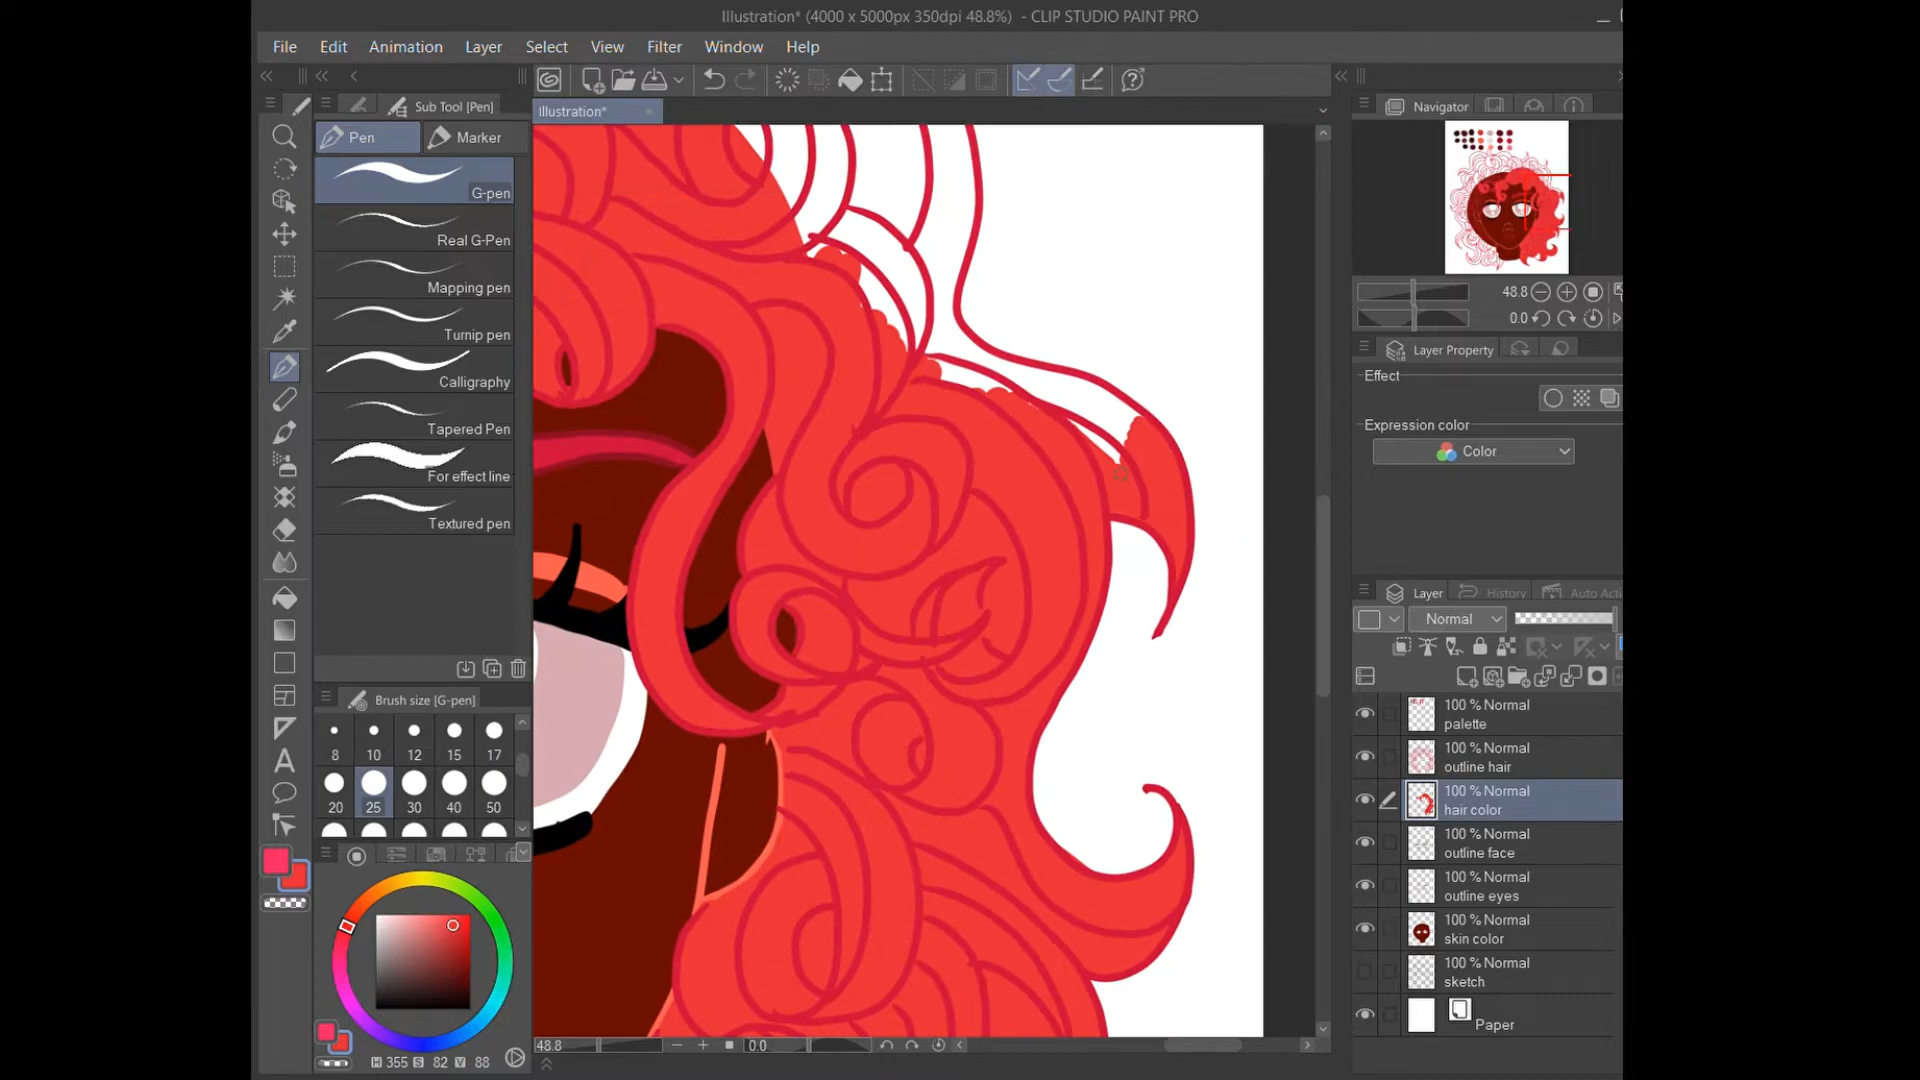 Illustration* (4000 x 5000px 350dpi 48.8%) - CLIP STUDIO PAINT PRO
File Edit Animation Layer Select View Filter Window Help
Sub Tool [Pen]
Illustration*
Navigator
Pen Marker
G-pen
Real G-Pen
Mapping pen
Turnip pen
Calligraphy
Tapered Pen
For effect line
Textured pen
48.8
0.0
Layer Property
Effect
Expression color
Color
Layer History Auto Acti
Normal
Brush size [G-pen]
8 10 12 15 17
20 25 30 40 50
100 % Normal
palette
100 % Normal
outline hair
100 % Normal
hair color
100 % Normal
outline face
100 % Normal
outline eyes
100 % Normal
skin color
100 % Normal
sketch
Paper
48.8 0.0
H 355 S 82 V 88